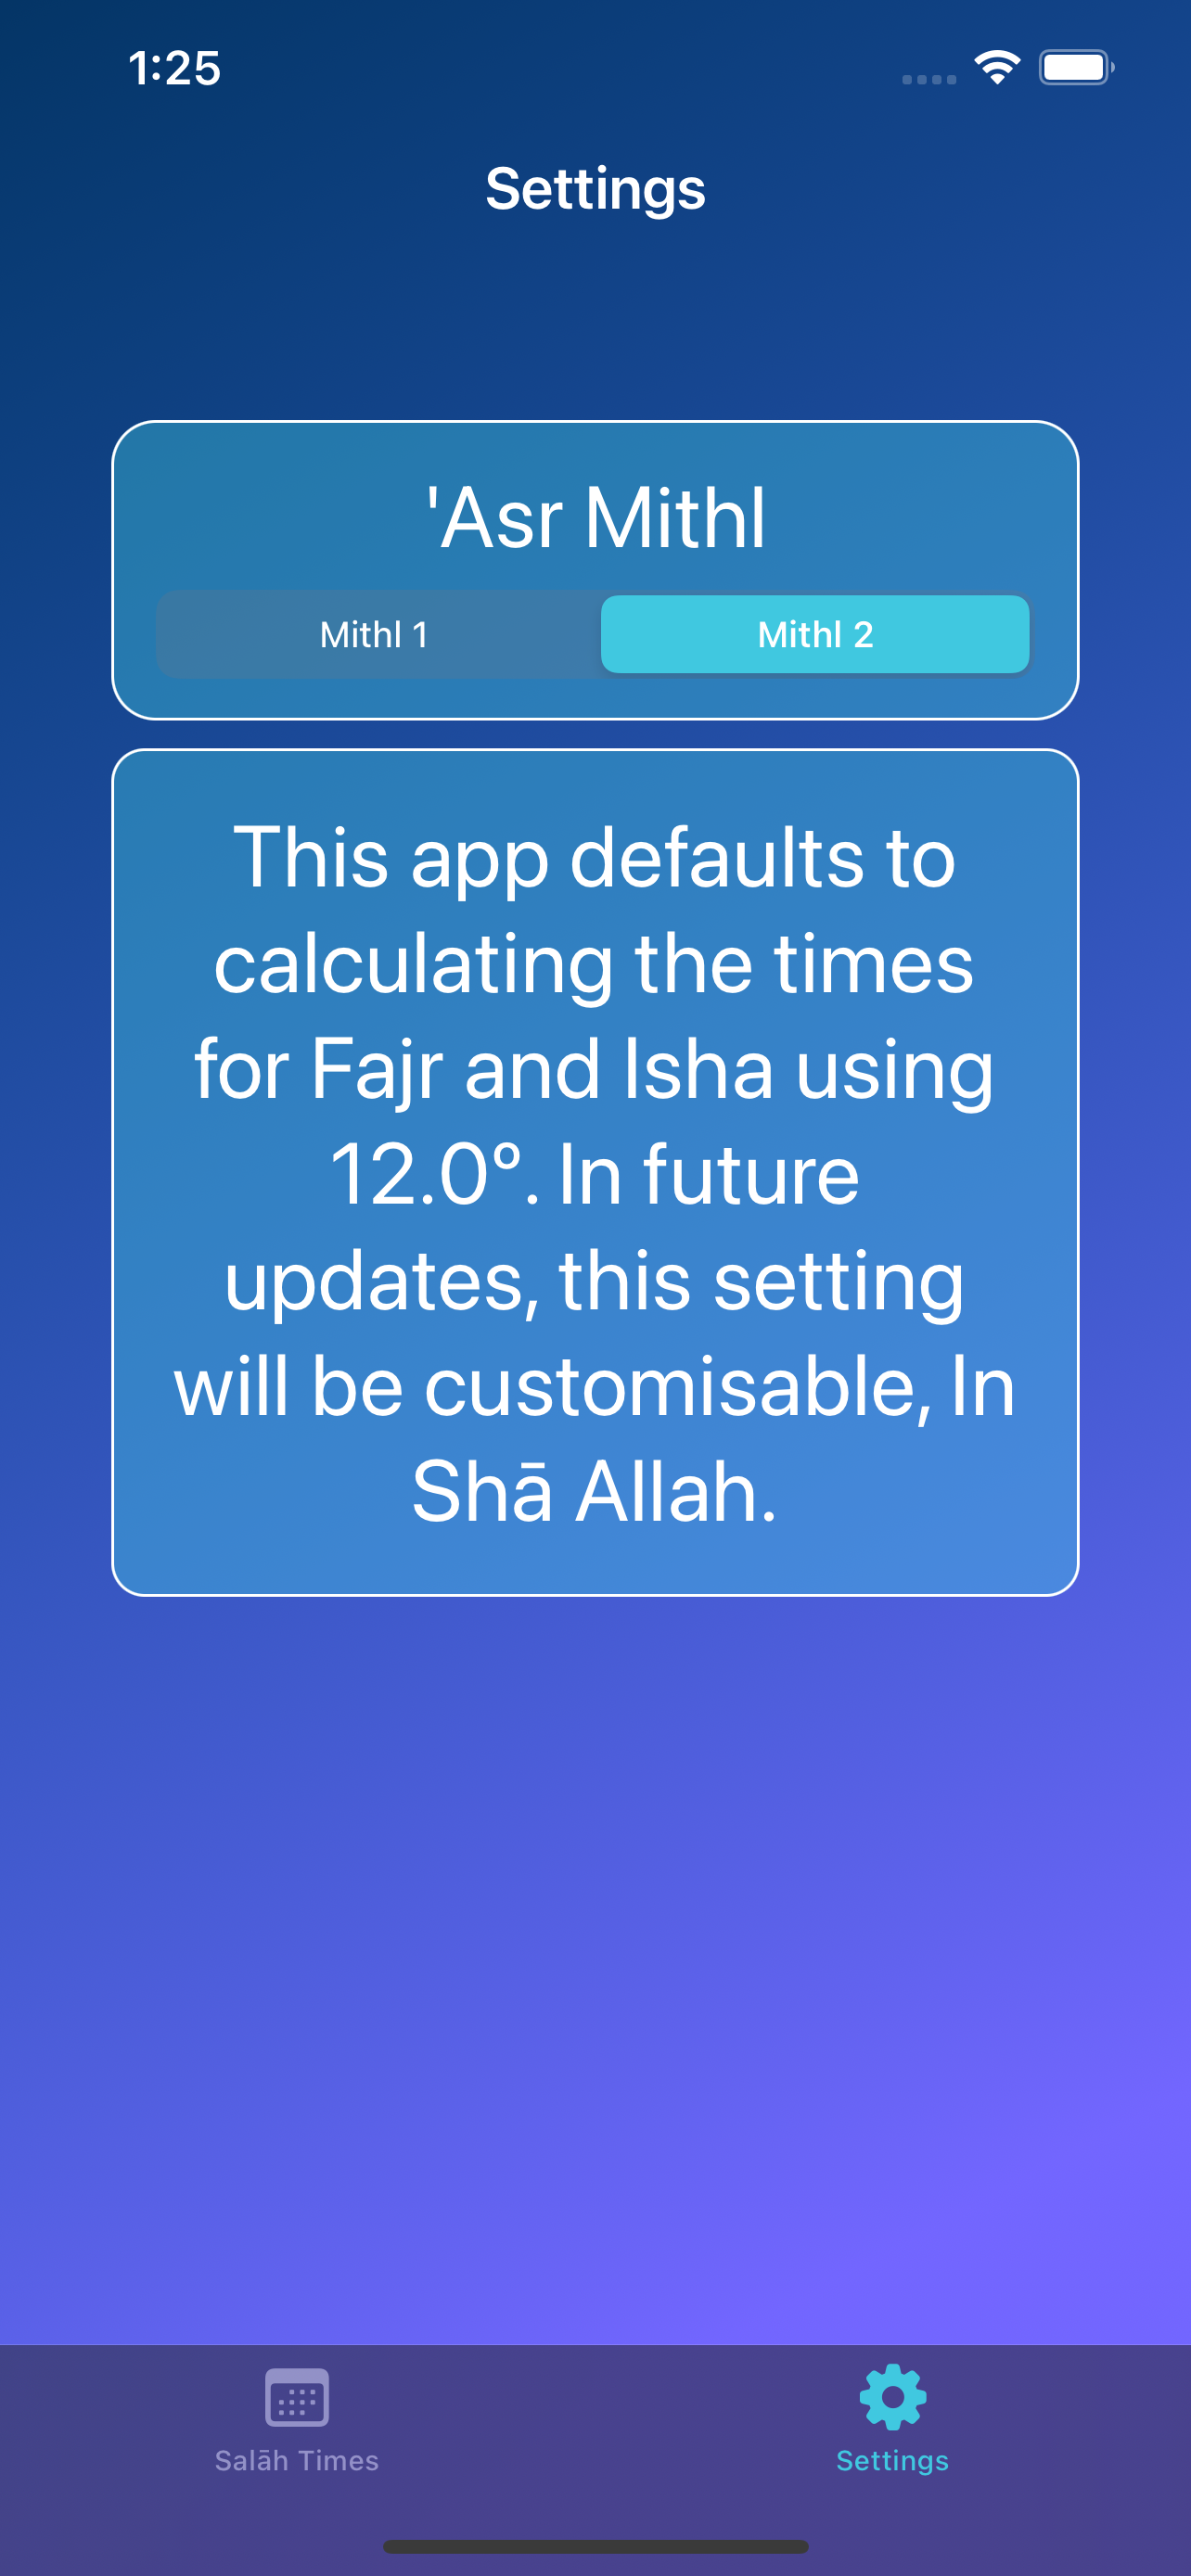 1:25
Settings
'Asr Mithl
Mithl 1
Mithl 2
This app defaults to
calculating the times
for Fajr and Isha using
12.0º. In future
updates, this setting
will be customisable, In
Shā Allah.
Salāh Times
Settings